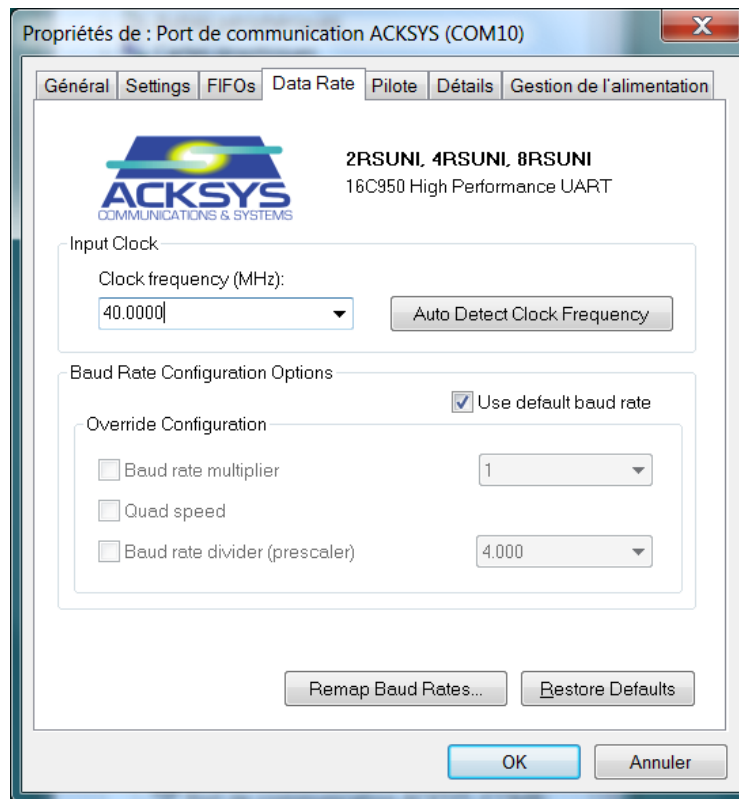 Propriétés de : Port de communication ACKSYS (COM10)
Général Settings FIFOs Data Rate Pilote Détails Gestion de l'alimentation
ACKSYS
COMMUNICATIONS & SYSTEMS
2RSUNI, 4RSUNI, 8RSUNI
16C950 High Performance UART
Input Clock
Clock frequency (MHz):
40.0000
Auto Detect Clock Frequency
Baud Rate Configuration Options
Use default baud rate
Override Configuration
Baud rate multiplier 1
Quad speed
Baud rate divider (prescaler) 4.000
Remap Baud Rates... Restore Defaults
OK Annuler